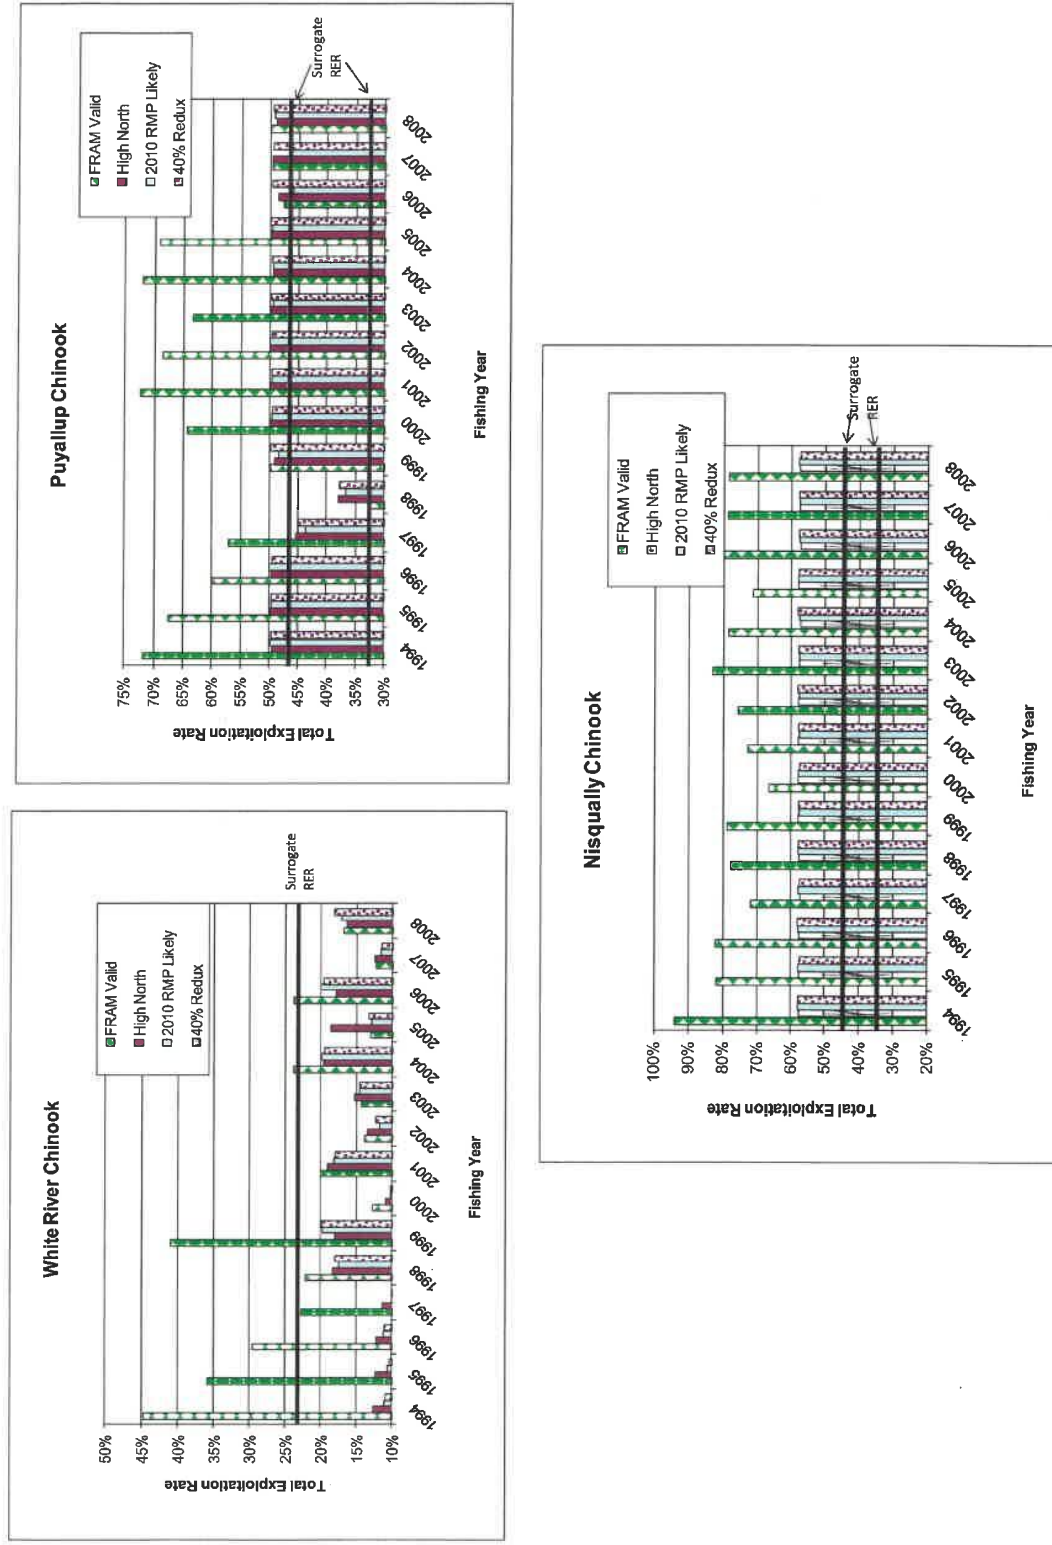 White River Chinook
FRAM Valid
High North
2010 RMP Likely
40% Redux
Total Exploitation Rate
50%
45%
40%
35%
30%
25%
20%
15%
10%
Surrogate
RER
1994
1995
1996
1997
1998
1999
2000
2001
2002
2003
2004
2005
2006
2007
2008
Fishing Year
Puyallup Chinook
FRAM Valid
High North
2010 RMP Likely
40% Redux
Total Exploitation Rate
75%
70%
65%
60%
55%
50%
45%
40%
35%
30%
Surrogate
RER
1994
1995
1996
1997
1998
1999
2000
2001
2002
2003
2004
2005
2006
2007
2008
Fishing Year
Nisqually Chinook
FRAM Valid
High North
2010 RMP Likely
40% Redux
Total Exploitation Rate
100%
90%
80%
70%
60%
50%
40%
30%
20%
Surrogate
RER
1994
1995
1996
1997
1998
1999
2000
2001
2002
2003
2004
2005
2006
2007
2008
Fishing Year